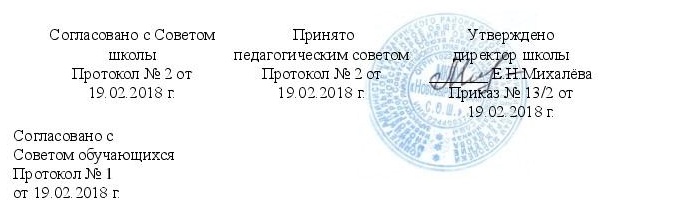 Согласовано с Советом
школы
Протокол № 2 от
19.02.2018 г.
Принято
педагогическим советом
Протокол № 2 от
19.02.2018 г.
Утверждено
директор школы
Е.Н.Михалёва
Приказ № 13/2 от
19.02.2018 г.
Согласовано с
Советом обучающихся
Протокол № 1
от 19.02.2018 г.